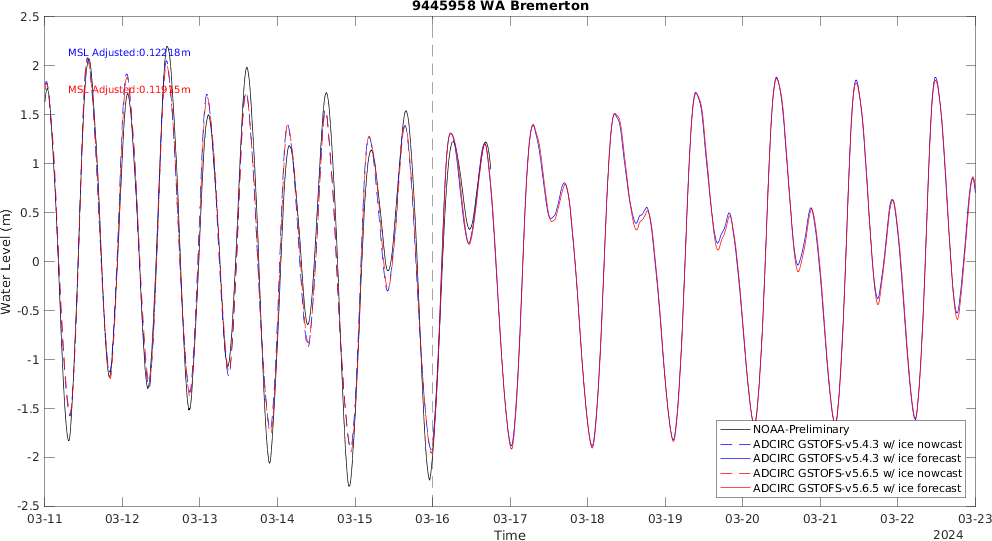 9445958 WA Bremerton
MSL Adjusted:0.12218m
MSL Adjusted:0.11915m
Water Level (m)
2.5
2
1.5
1
0.5
0
-0.5
-1
-1.5
-2
-2.5
NOAA-Preliminary
ADCIRC GSTOFS-v5.4.3 w/ ice nowcast
ADCIRC GSTOFS-v5.4.3 w/ ice forecast
ADCIRC GSTOFS-v5.6.5 w/ ice nowcast
ADCIRC GSTOFS-v5.6.5 w/ ice forecast
03-11 03-12 03-13 03-14 03-15 03-16 03-17 03-18 03-19 03-20 03-21 03-22 03-23
Time
2024